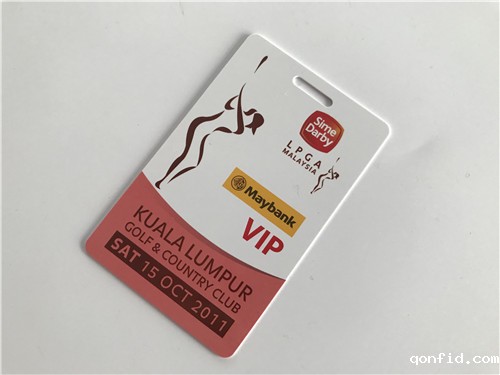 Sime
Darby
LPGA
MALAYSIA
Maybank
VIP
KUALA LUMPUR
GOLF & COUNTRY CLUB
SAT 15 OCT 2011
qonfid.com